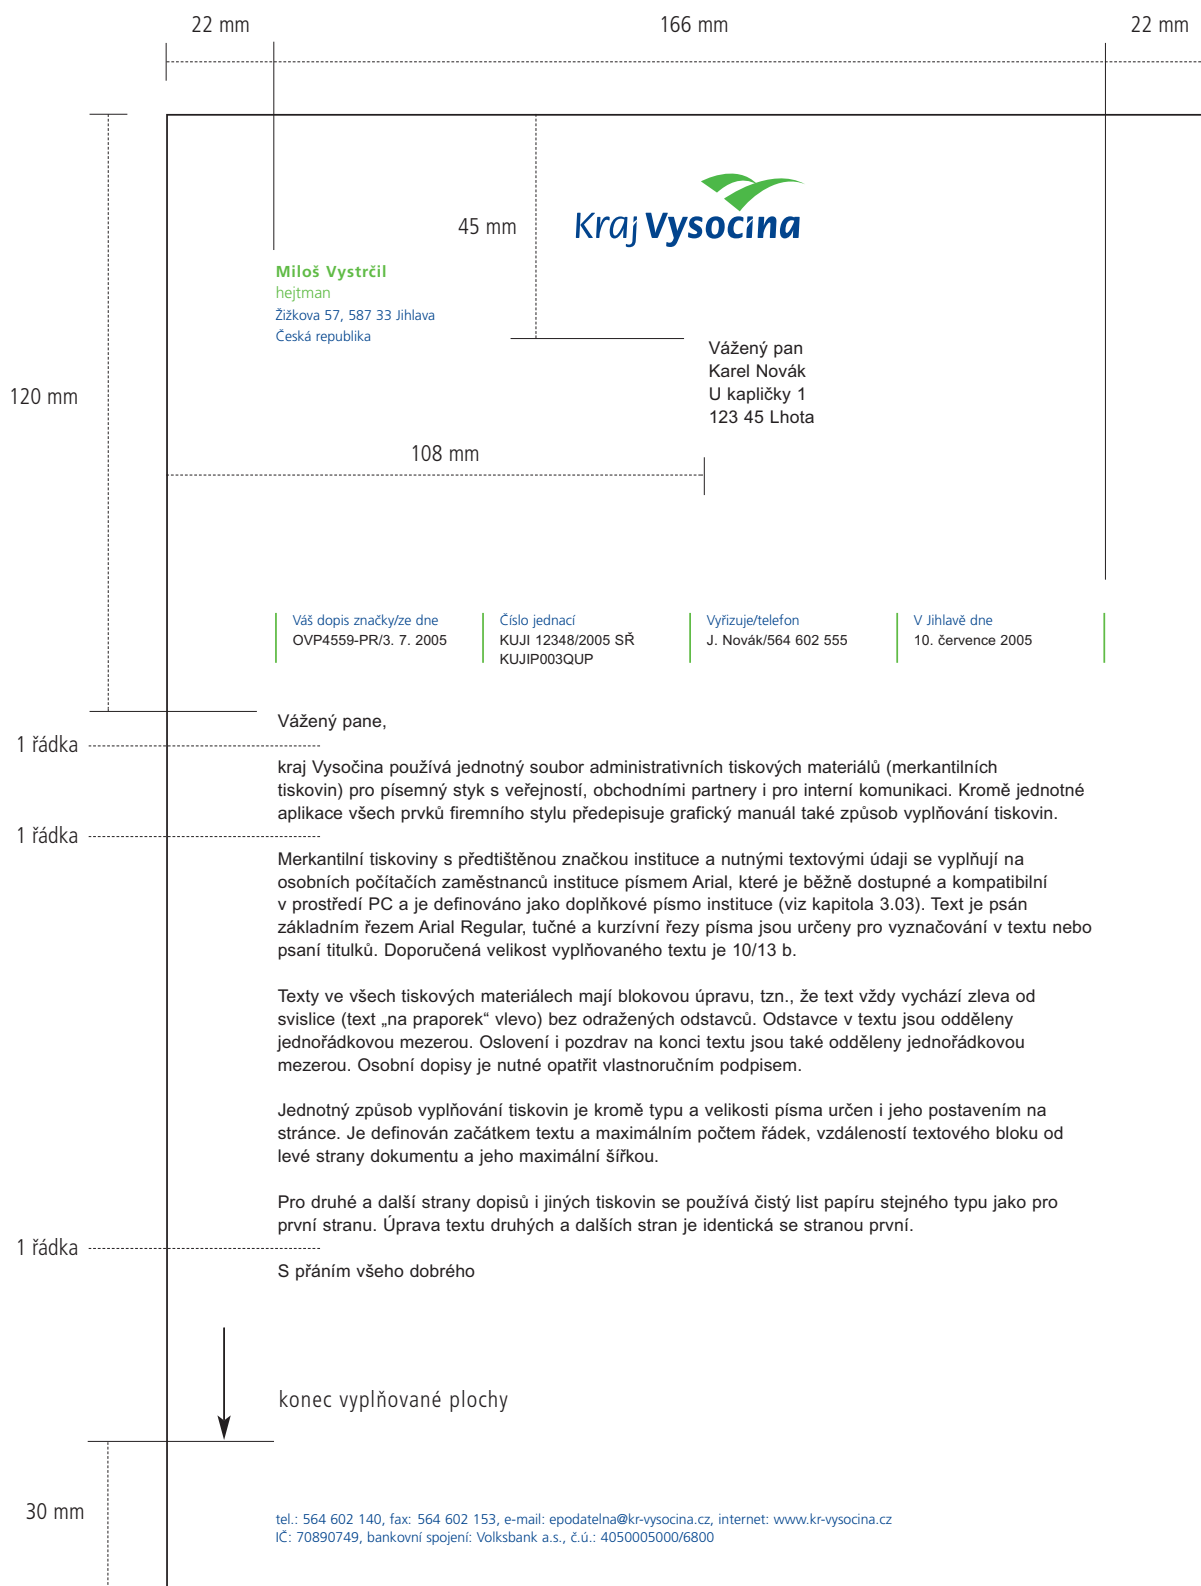 22 mm
166 mm
22 mm
45 mm
Kraj Vysočina
Miloš Vystrčil
hejtman
Žižkova 57, 587 33 Jihlava
Česká republika
Vážený pan
Karel Novák
U kapličky 1
123 45 Lhota
120 mm
108 mm
Váš dopis značky/ze dne
OVP4559-PR/3. 7. 2005
Číslo jednací
KUJI 12348/2005 SŘ
KUJIP003QUP
Vyřizuje/telefon
J. Novák/564 602 555
V Jihlavě dne
10. července 2005
Vážený pane,
1 řádka
kraj Vysočina používá jednotný soubor administrativních tiskových materiálů (merkantilních
tiskovin) pro písemný styk s veřejností, obchodními partnery i pro interní komunikaci. Kromě jednotné
aplikace všech prvků firemního stylu předepisuje grafický manuál také způsob vyplňování tiskovin.
1 řádka
Merkantilní tiskoviny s předtištěnou značkou instituce a nutnými textovými údaji se vyplňují na
osobních počítačích zaměstnanců instituce písmem Arial, které je běžně dostupné a kompatibilní
v prostředí PC a je definováno jako doplňkové písmo instituce (viz kapitola 3.03). Text je psán
základním řezem Arial Regular, tučné a kurzívní řezy písma jsou určeny pro vyznačování v textu nebo
psaní titulků. Doporučená velikost vyplňovaného textu je 10/13 b.
Texty ve všech tiskových materiálech mají blokovou úpravu, tzn., že text vždy vychází zleva od
svislice (text „na praporek“ vlevo) bez odražených odstavců. Odstavce v textu jsou odděleny
jednořádkovou mezerou. Oslovení i pozdrav na konci textu jsou také odděleny jednořádkovou
mezerou. Osobní dopisy je nutné opatřit vlastnoručním podpisem.
Jednotný způsob vyplňování tiskovin je kromě typu a velikosti písma určen i jeho postavením na
stránce. Je definován začátkem textu a maximálním počtem řádek, vzdáleností textového bloku od
levé strany dokumentu a jeho maximální šířkou.
Pro druhé a další strany dopisů i jiných tiskovin se používá čistý list papíru stejného typu jako pro
první stranu. Úprava textu druhých a dalších stran je identická se stranou první.
1 řádka
S přáním všeho dobrého
konec vyplňované plochy
30 mm
tel.: 564 602 140, fax: 564 602 153, e-mail: epodatelna@kr-vysocina.cz, internet: www.kr-vysocina.cz
IČ: 70890749, bankovní spojení: Volksbank a.s., č.ú.: 4050005000/6800